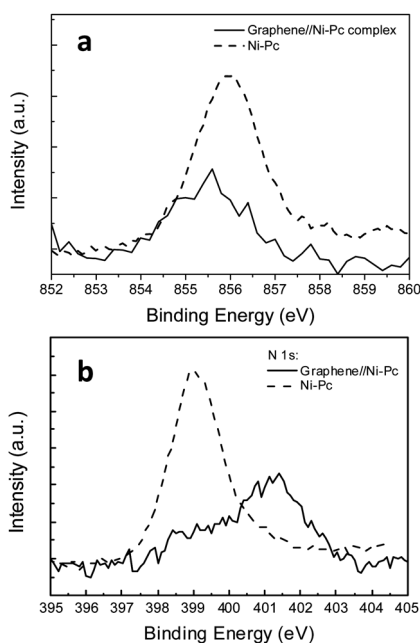 a
Graphene//Ni-Pc complex
Ni-Pc
Intensity (a.u.)
852 853 854 855 856 857 858 859 860
Binding Energy (eV)
b
N 1s:
Graphene//Ni-Pc
Ni-Pc
Intensity (a.u.)
395 396 397 398 399 400 401 402 403 404 405
Binding Energy (eV)